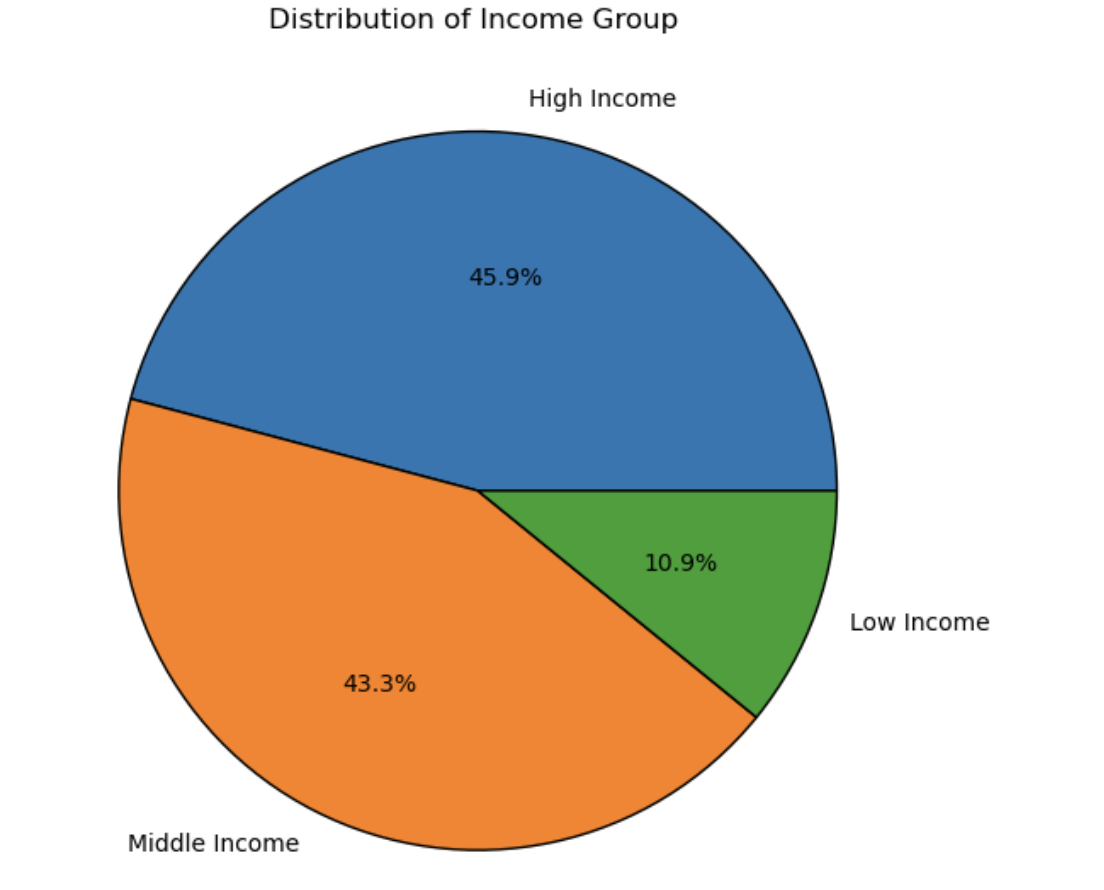 Distribution of Income Group
High Income
45.9%
10.9%
Low Income
43.3%
Middle Income